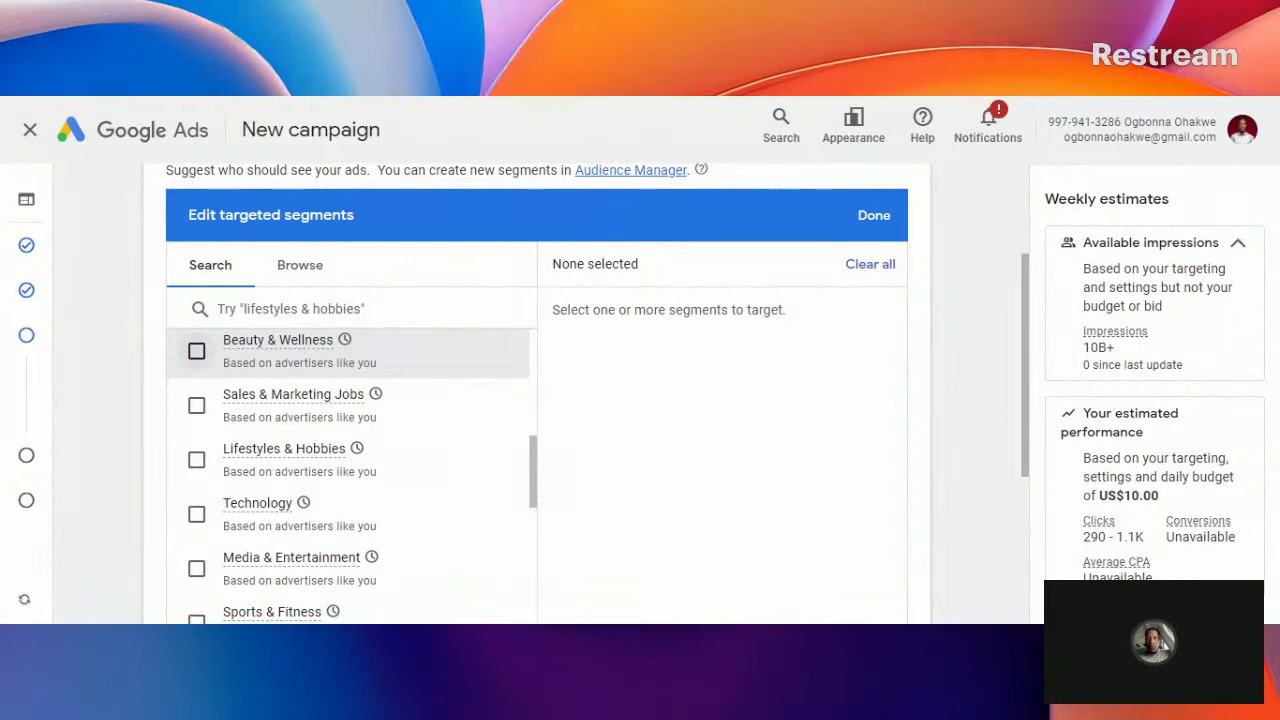 Restream
Google Ads
New campaign
Search
Appearance
Help
!
Notifications
997-941-3286 Ogbonna Ohakwe
ogbonnaohakwe@gmail.com
Suggest who should see your ads. You can create new segments in Audience Manager.
Edit targeted segments
Done
Search
Browse
None selected
Clear all
Try "lifestyles & hobbies"
Select one or more segments to target.
Beauty & Wellness
Based on advertisers like you
Sales & Marketing Jobs
Based on advertisers like you
Lifestyles & Hobbies
Based on advertisers like you
Technology
Based on advertisers like you
Media & Entertainment
Based on advertisers like you
Sports & Fitness
Weekly estimates
Available impressions
Based on your targeting
and settings but not your
budget or bid
Impressions
10B+
0 since last update
Your estimated
performance
Based on your targeting,
settings and daily budget
of US$10.00
Clicks
Conversions
290 - 1.1K
Unavailable
Average CPA
Unavailable